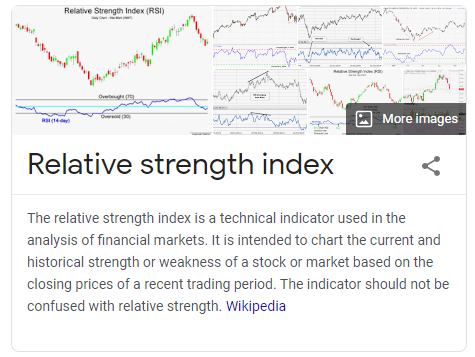 Relative Strength Index (RSI)
Daily Chart - Wal-Mart (WMT)
Overbought (70)
Oversold (30)
RSI (14-day)
Relative Strength Index (RSI)
More images
Relative strength index
The relative strength index is a technical indicator used in the
analysis of financial markets. It is intended to chart the current and
historical strength or weakness of a stock or market based on the
closing prices of a recent trading period. The indicator should not be
confused with relative strength. Wikipedia